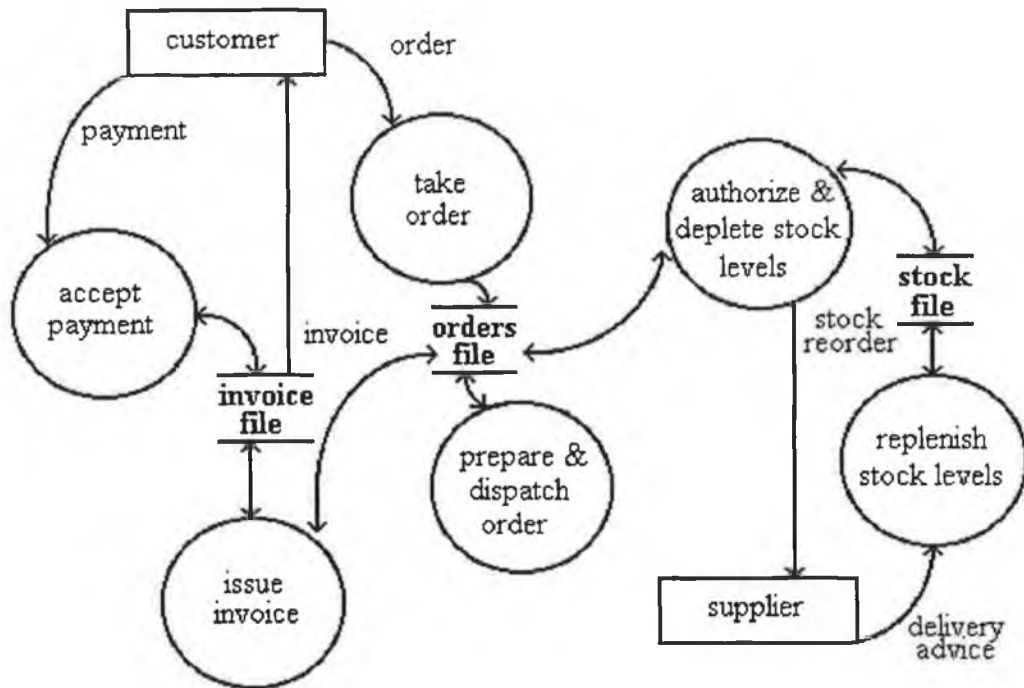 customer
order
payment
take
order
authorize &
deplete stock
levels
accept
payment
invoice
orders
file
stock
file
stock
reorder
invoice
file
prepare &
dispatch
order
replenish
stock levels
issue
invoice
supplier
delivery
advice